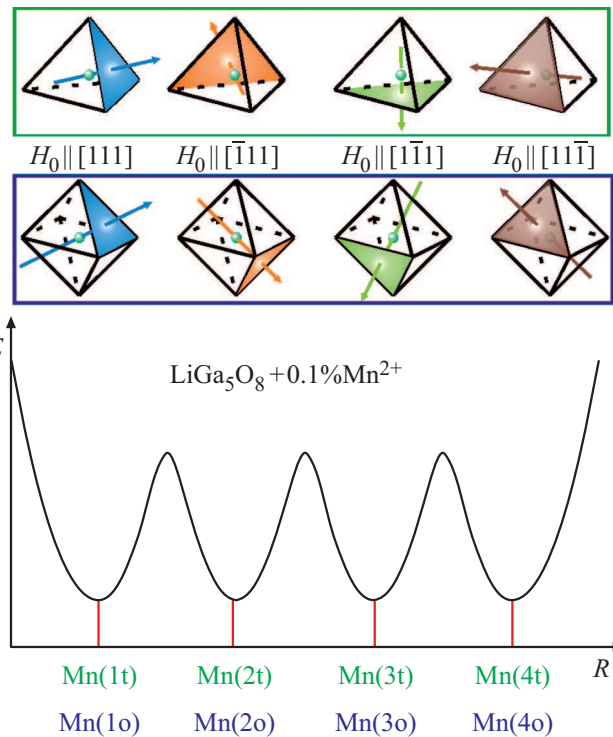 H₀ ∥ [111] H₀ ∥ [1̅11] H₀ ∥ [11̅1] H₀ ∥ [111̅]
LiGa₅O₈ + 0.1%Mn²⁺
Mn(1t) Mn(2t) Mn(3t) Mn(4t) R
Mn(1o) Mn(2o) Mn(3o) Mn(4o)